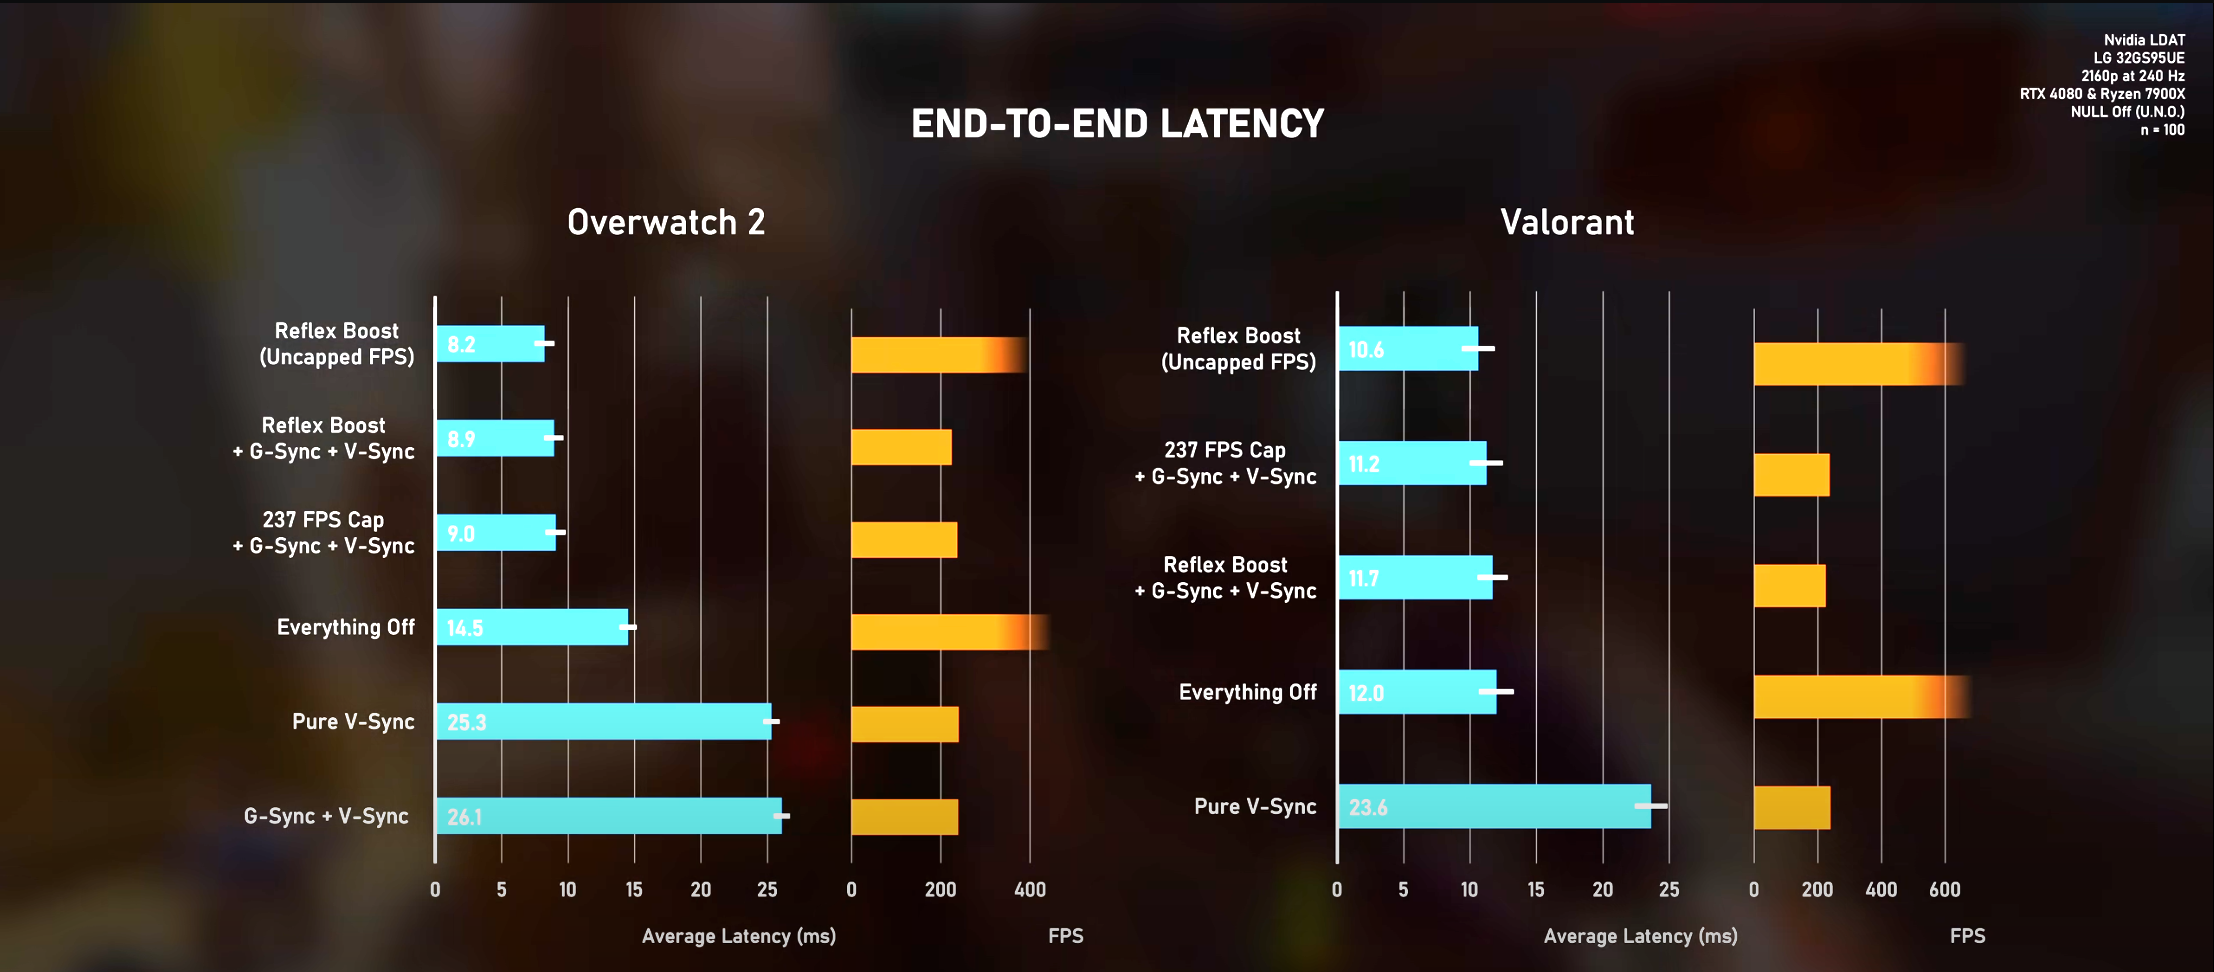 Nvidia LDAT
LG 32GS95UE
2160p at 240 Hz
RTX 4080 & Ryzen 7900X
NULL Off (U.N.O.)
n = 100
END-TO-END LATENCY
Overwatch 2
Reflex Boost
(Uncapped FPS)
8.2
Reflex Boost
+ G-Sync + V-Sync
8.9
237 FPS Cap
+ G-Sync + V-Sync
9.0
Everything Off
14.5
Pure V-Sync
25.3
G-Sync + V-Sync
26.1
0 5 10 15 20 25
Average Latency (ms)
0 200 400
FPS
Valorant
Reflex Boost
(Uncapped FPS)
10.6
237 FPS Cap
+ G-Sync + V-Sync
11.2
Reflex Boost
+ G-Sync + V-Sync
11.7
Everything Off
12.0
Pure V-Sync
23.6
0 5 10 15 20 25
Average Latency (ms)
0 200 400 600
FPS